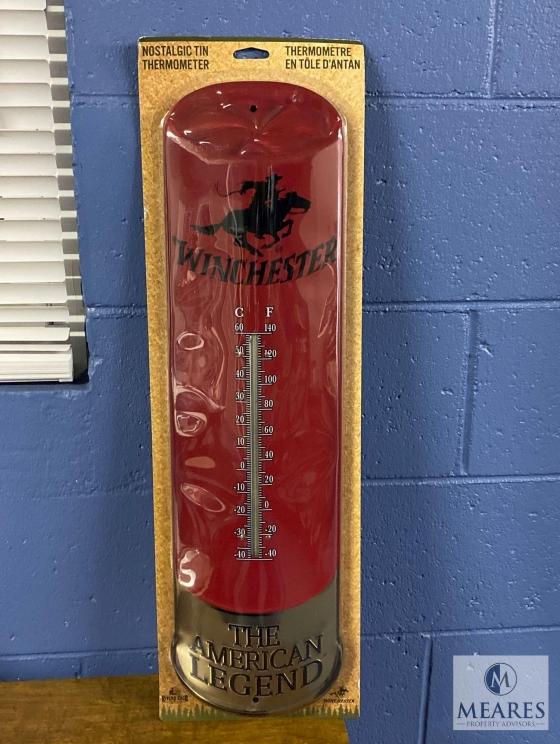 NOSTALGIC TIN
THERMOMETER
THERMOMÈTRE
EN TÔLE D'ANTAN
WINCHESTER
C F
60 140
50 120
40 100
30 80
20 60
10 40
0 20
-10 0
-20 -20
-30 -40
-40
THE
AMERICAN
LEGEND
WINCHESTER
M
MEARES
PROPERTY ADVISORS